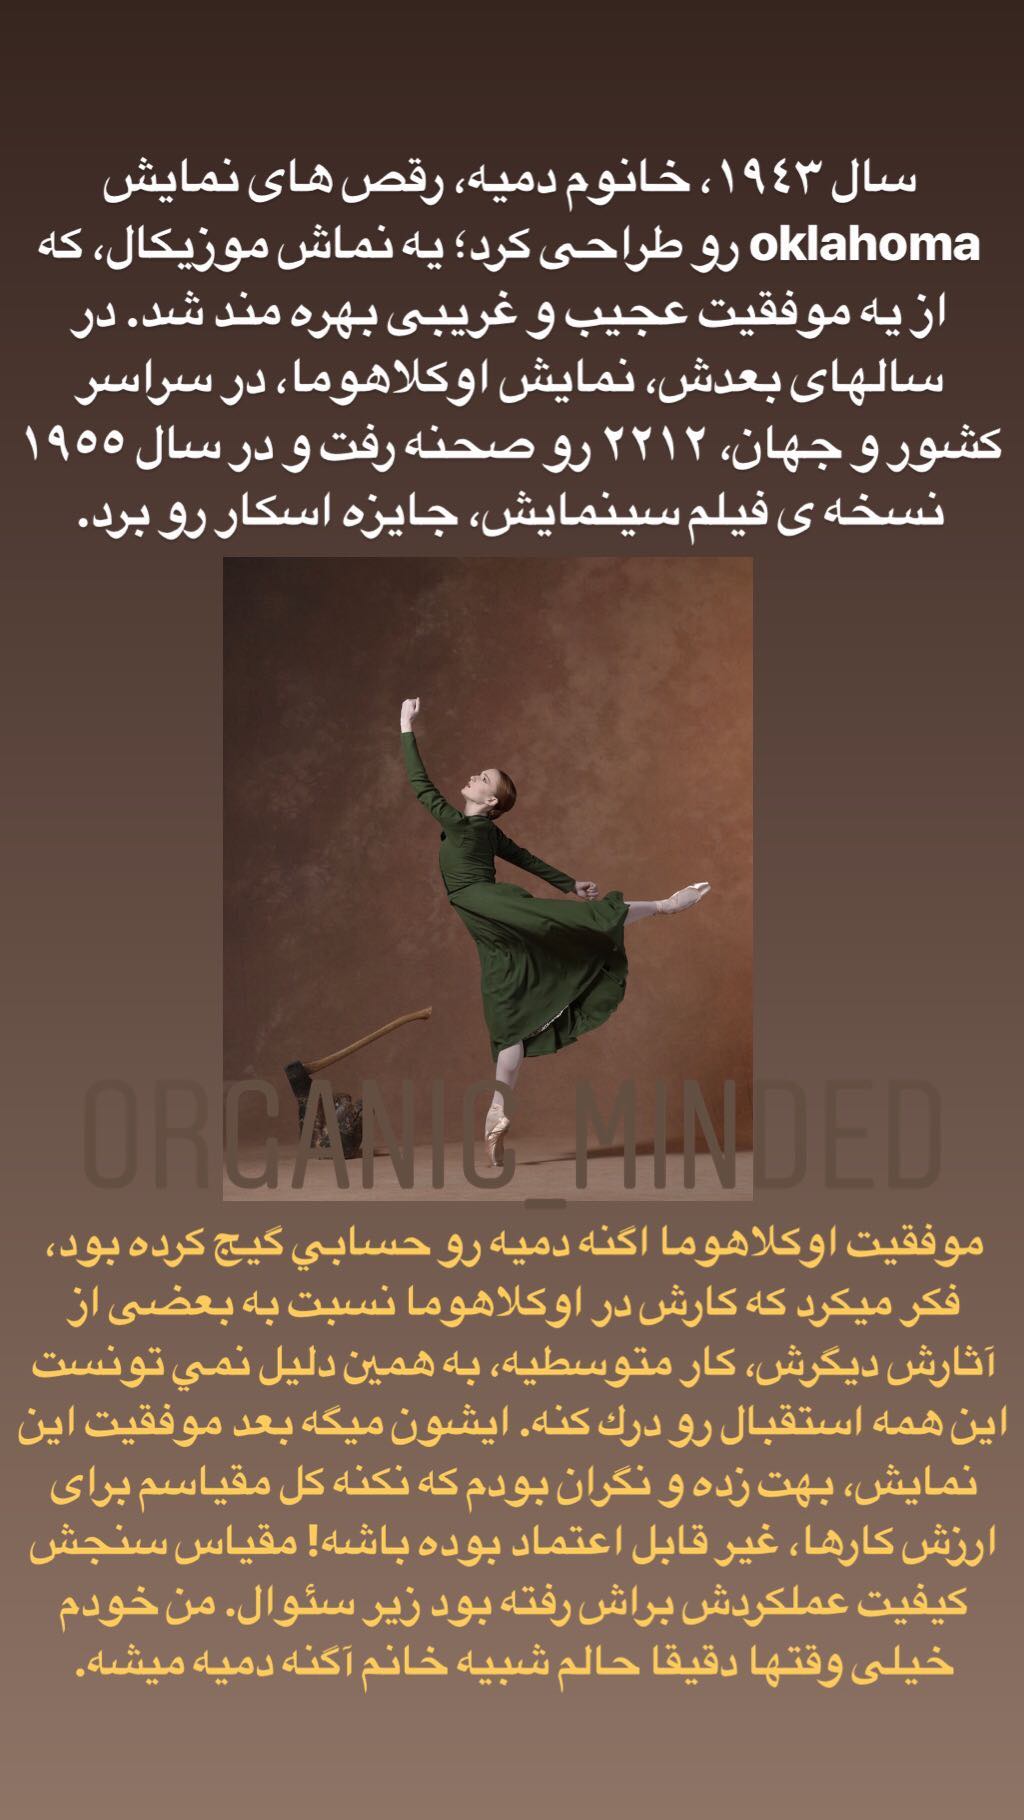 سال ۱۹٤۳، خانوم دمیه، رقص های نمایش
oklahoma رو طراحی کرد؛ یه نماش موزیکال، که
از یه موفقیت عجیب و غریبی بهره مند شد. در
سالهای بعدش، نمایش اوکلاهوما، در سراسر
کشور و جهان، ۲۲۱۲ رو صحنه رفت و در سال ۱۹٥٥
نسخه ی فیلم سینمایش، جایزه اسکار رو برد.
ORGANIC_MINDED
موفقیت اوکلاهوما اگنه دمیه رو حسابي گیج کرده بود،
فکر میکرد که کارش در اوکلاهوما نسبت به بعضی از
آثارش دیگرش، کار متوسطیه، به همین دلیل نمي تونست
این همه استقبال رو درك کنه. ایشون میگه بعد موفقیت این
نمایش، بهت زده و نگران بودم که نکنه کل مقیاسم برای
ارزش کارها، غیر قابل اعتماد بوده باشه! مقیاس سنجش
کیفیت عملکردش براش رفته بود زیر سئوال. من خودم
خیلی وقتها دقیقا حالم شبیه خانم آگنه دمیه میشه.